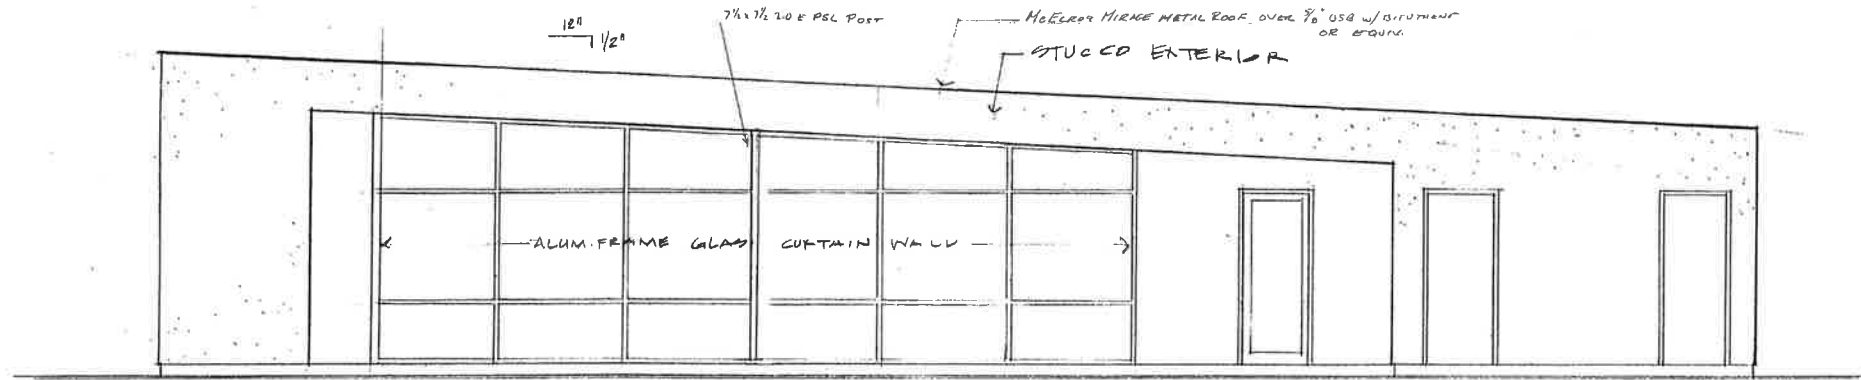 12"
1/2"
7½ x 7½ 2.0 E PSL POST
McELROY MIRAGE METAL ROOF OVER 5/8" OSB w/ BITUTHENE
OR EQUIV.
STUCCO EXTERIOR
ALUM. FRAME GLASS CURTAIN WALL